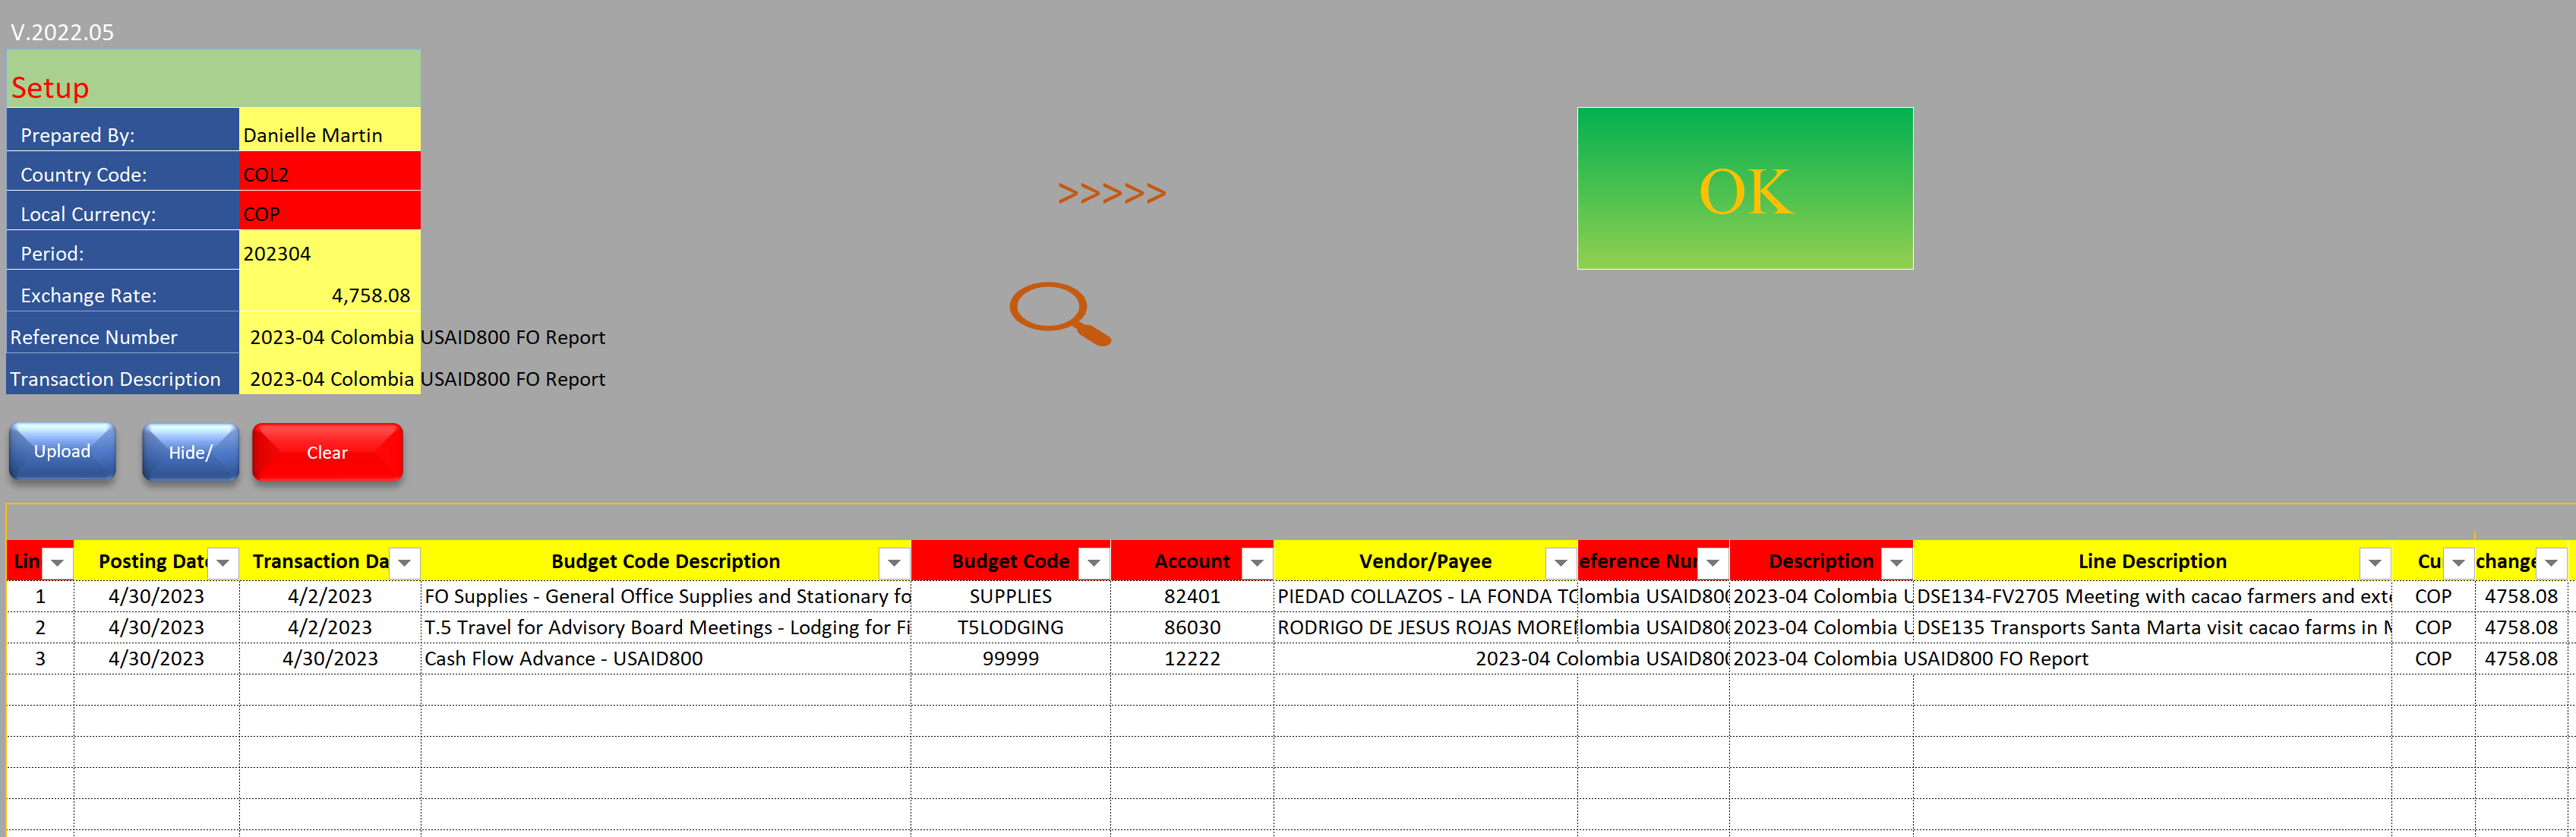 V.2022.05
Setup
Prepared By: Danielle Martin
Country Code: COL2
Local Currency: COP
Period: 202304
Exchange Rate: 4,758.08
Reference Number 2023-04 Colombia USAID800 FO Report
Transaction Description 2023-04 Colombia USAID800 FO Report
>>>>>
OK
Upload Hide/ Clear
Lin Posting Date Transaction Da Budget Code Description Budget Code Account Vendor/Payee eference Nur Description Line Description Cu change
1 4/30/2023 4/2/2023 FO Supplies - General Office Supplies and Stationary fo SUPPLIES 82401 PIEDAD COLLAZOS - LA FONDA TO lombia USAID800 2023-04 Colombia U DSE134-FV2705 Meeting with cacao farmers and exte COP 4758.08
2 4/30/2023 4/2/2023 T.5 Travel for Advisory Board Meetings - Lodging for Fi T5LODGING 86030 RODRIGO DE JESUS ROJAS MOREI lombia USAID800 2023-04 Colombia U DSE135 Transports Santa Marta visit cacao farms in M COP 4758.08
3 4/30/2023 4/30/2023 Cash Flow Advance - USAID800 99999 12222 2023-04 Colombia USAID800 2023-04 Colombia USAID800 FO Report COP 4758.08